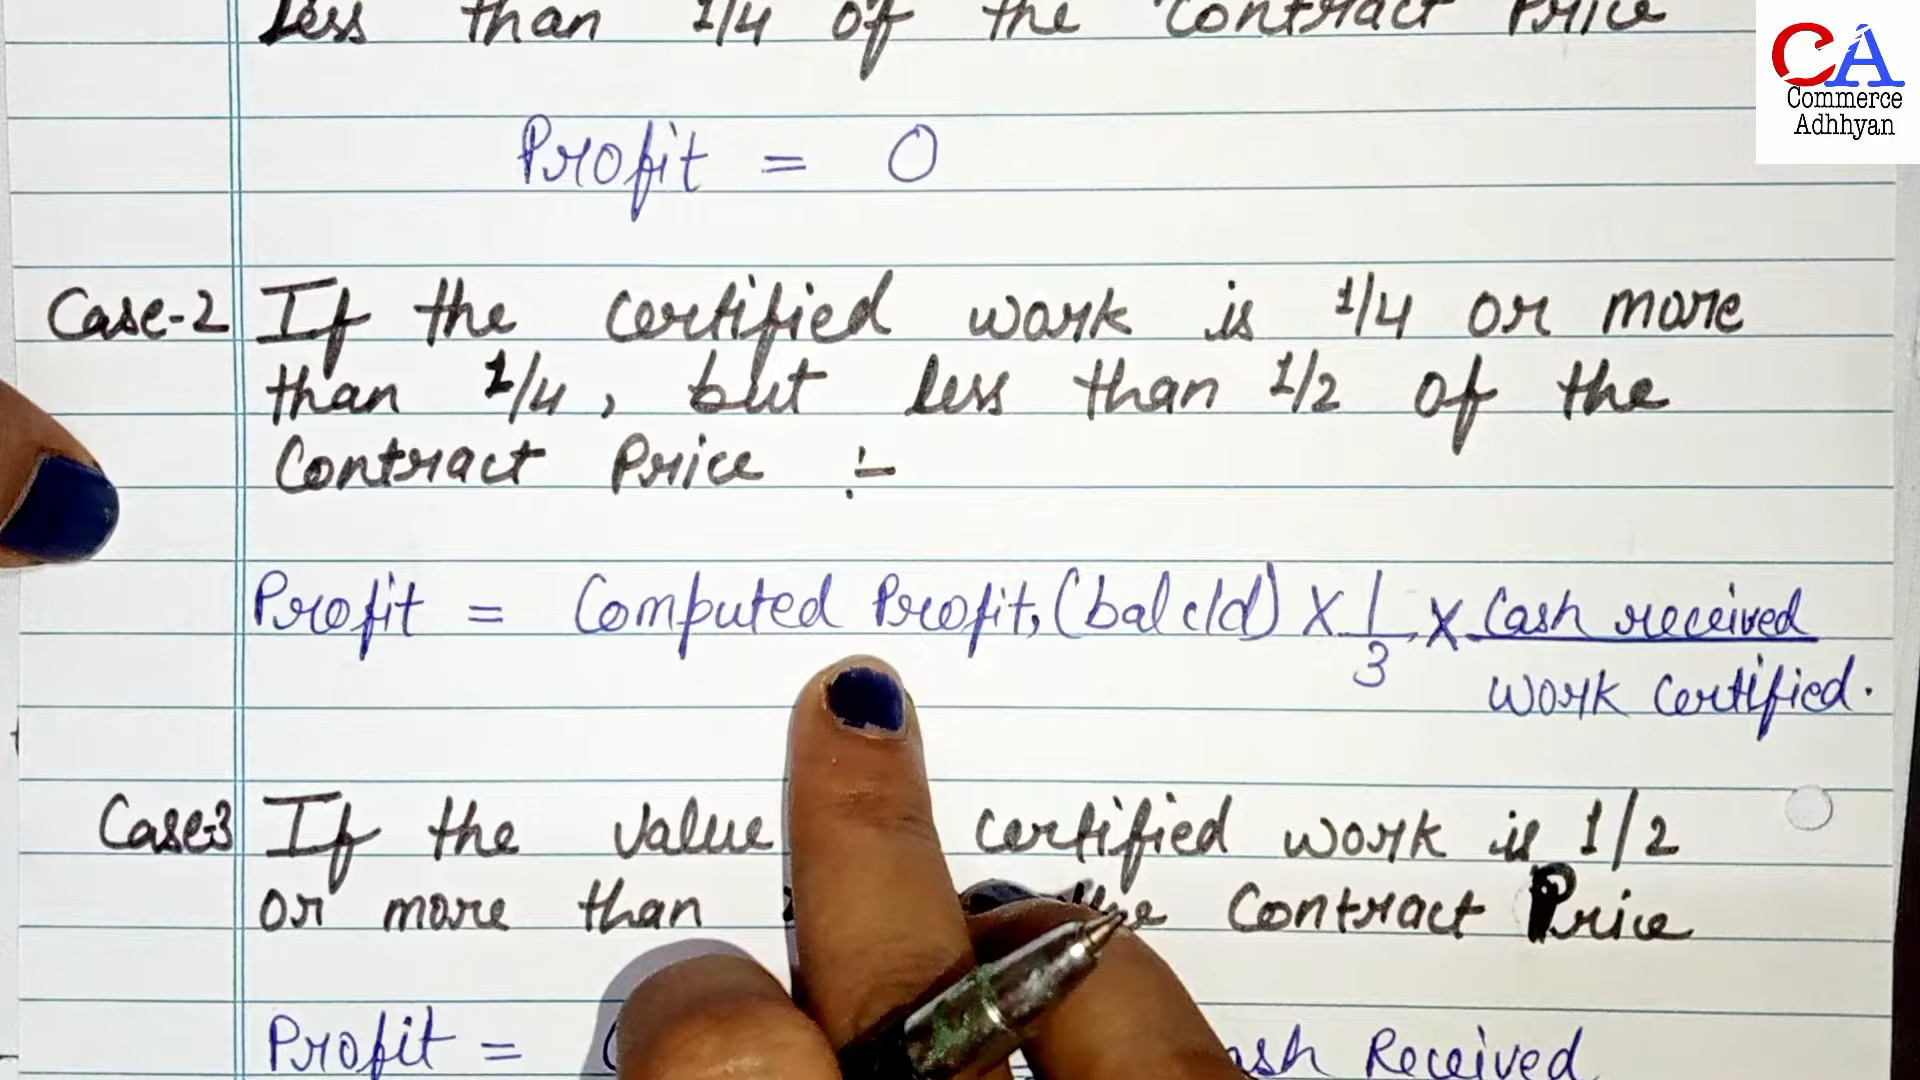 Less than 1/4 of the Contract Price
CA
Commerce
Adhhyan
Profit = 0
Case-2 If the certified work is 1/4 or more
than 1/4, but less than 1/2 of the
Contract Price :-
Profit = Computed Profit, (bal c/d) X 1/3 X Cash received / Work Certified.
Case-3 If the value certified work is 1/2
or more than the Contract Price
Profit = Received